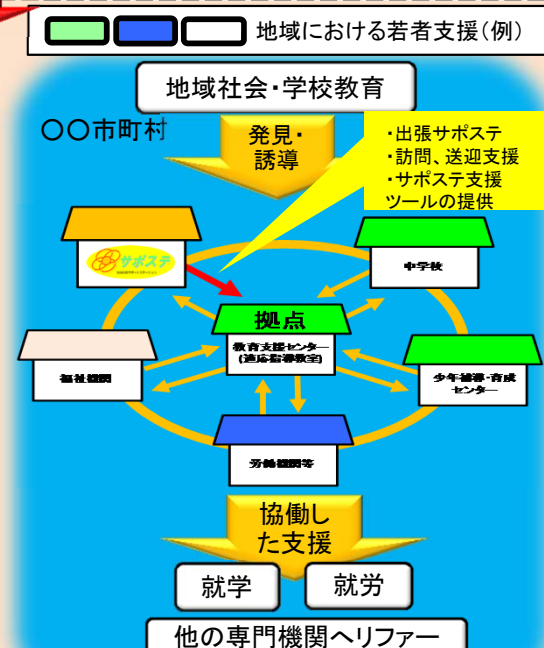 地域における若者支援（例）
地域社会・学校教育
〇〇市町村
発見・
誘導
・出張サポステ
・訪問、送迎支援
・サポステ支援
ツールの提供
サポステ
中学校
拠点
教育支援センター
(適応指導教室)
福祉機関
少年補導・育成
センター
労働機関等
協働し
た支援
就学
就労
他の専門機関へリファー